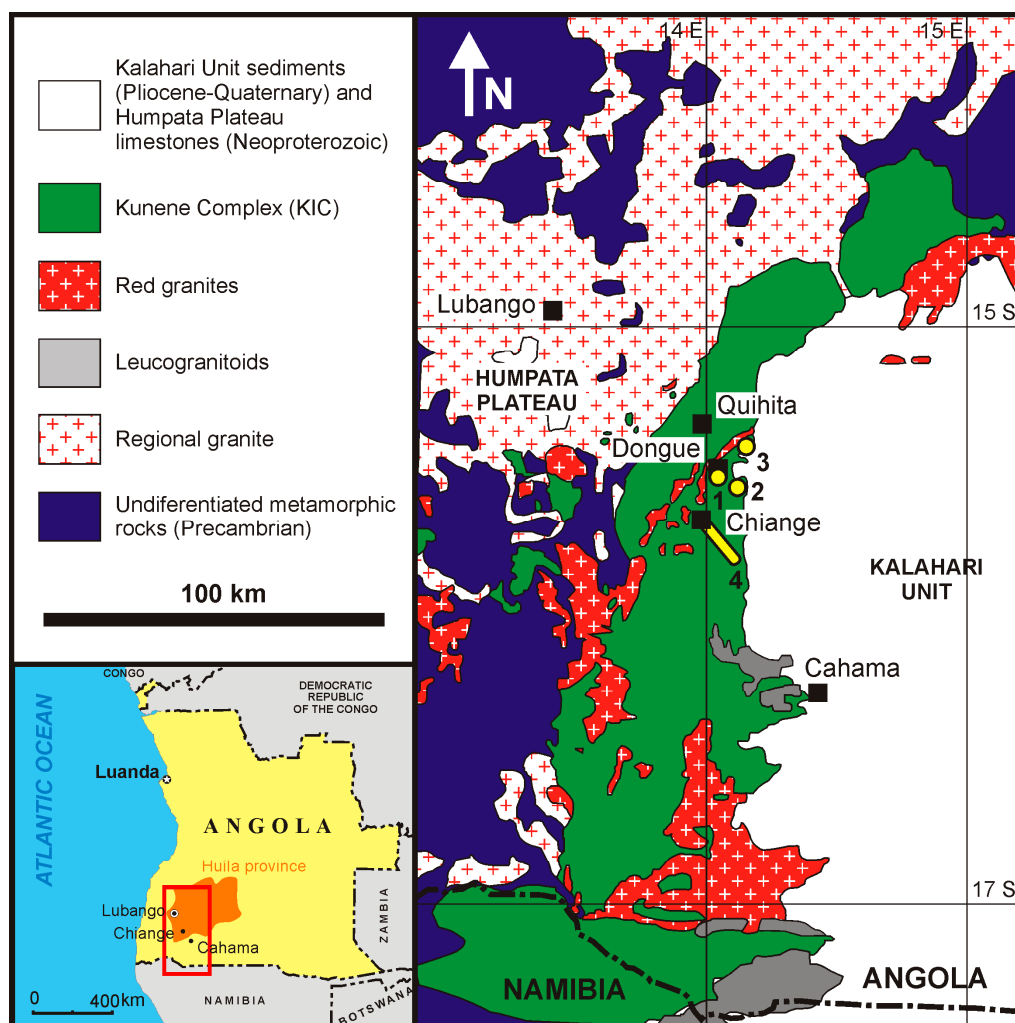 Kalahari Unit sediments
(Pliocene-Quaternary) and
Humpata Plateau
limestones (Neoproterozoic)
Kunene Complex (KIC)
Red granites
Leucogranitoids
Regional granite
Undiferentiated metamorphic
rocks (Precambrian)
100 km
CONGO
DEMOCRATIC
REPUBLIC
OF THE CONGO
ATLANTIC OCEAN
Luanda
ANGOLA
Huila province
Lubango
Chiange
Cahama
ZAMBIA
NAMIBIA
BOTSWANA
0 400km
14 E
15 E
N
Lubango
15 S
HUMPATA
PLATEAU
Quihita
Dongue
3
1
2
Chiange
4
KALAHARI
UNIT
Cahama
17 S
NAMIBIA
ANGOLA